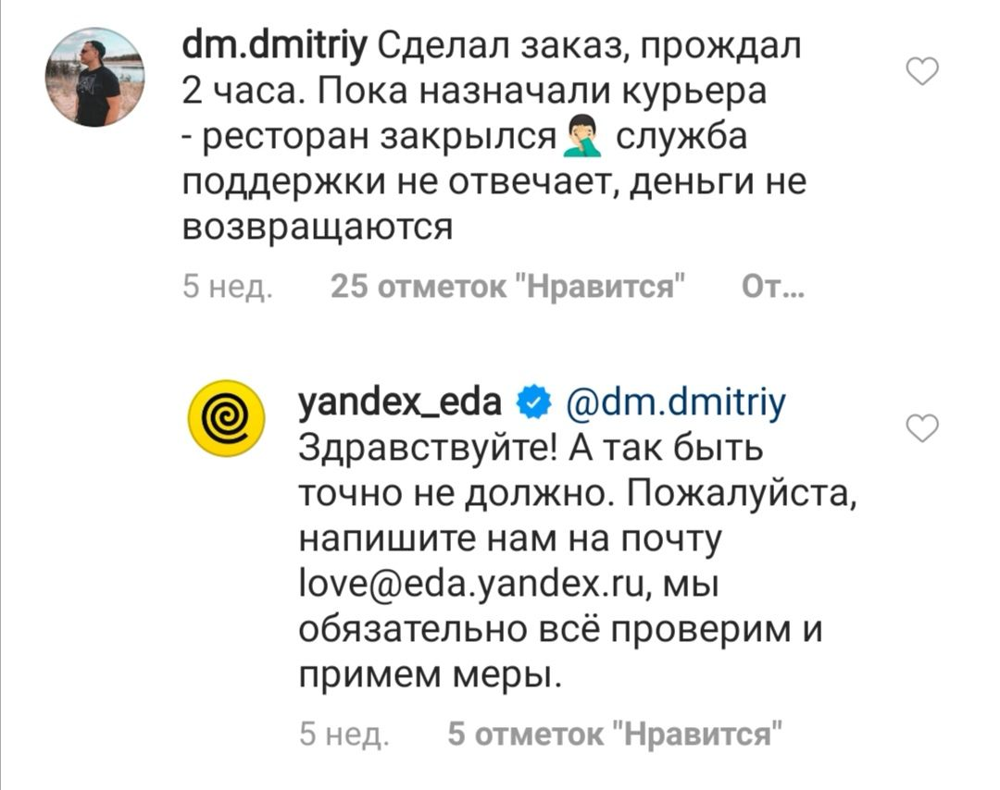 dm.dmitriy Сделал заказ, прождал
2 часа. Пока назначали курьера
- ресторан закрылся🤦🏻‍♂️ служба
поддержки не отвечает, деньги не
возвращаются
5 нед. 25 отметок "Нравится" От...
yandex_eda @dm.dmitriy
Здравствуйте! А так быть
точно не должно. Пожалуйста,
напишите нам на почту
love@eda.yandex.ru, мы
обязательно всё проверим и
примем меры.
5 нед. 5 отметок "Нравится"